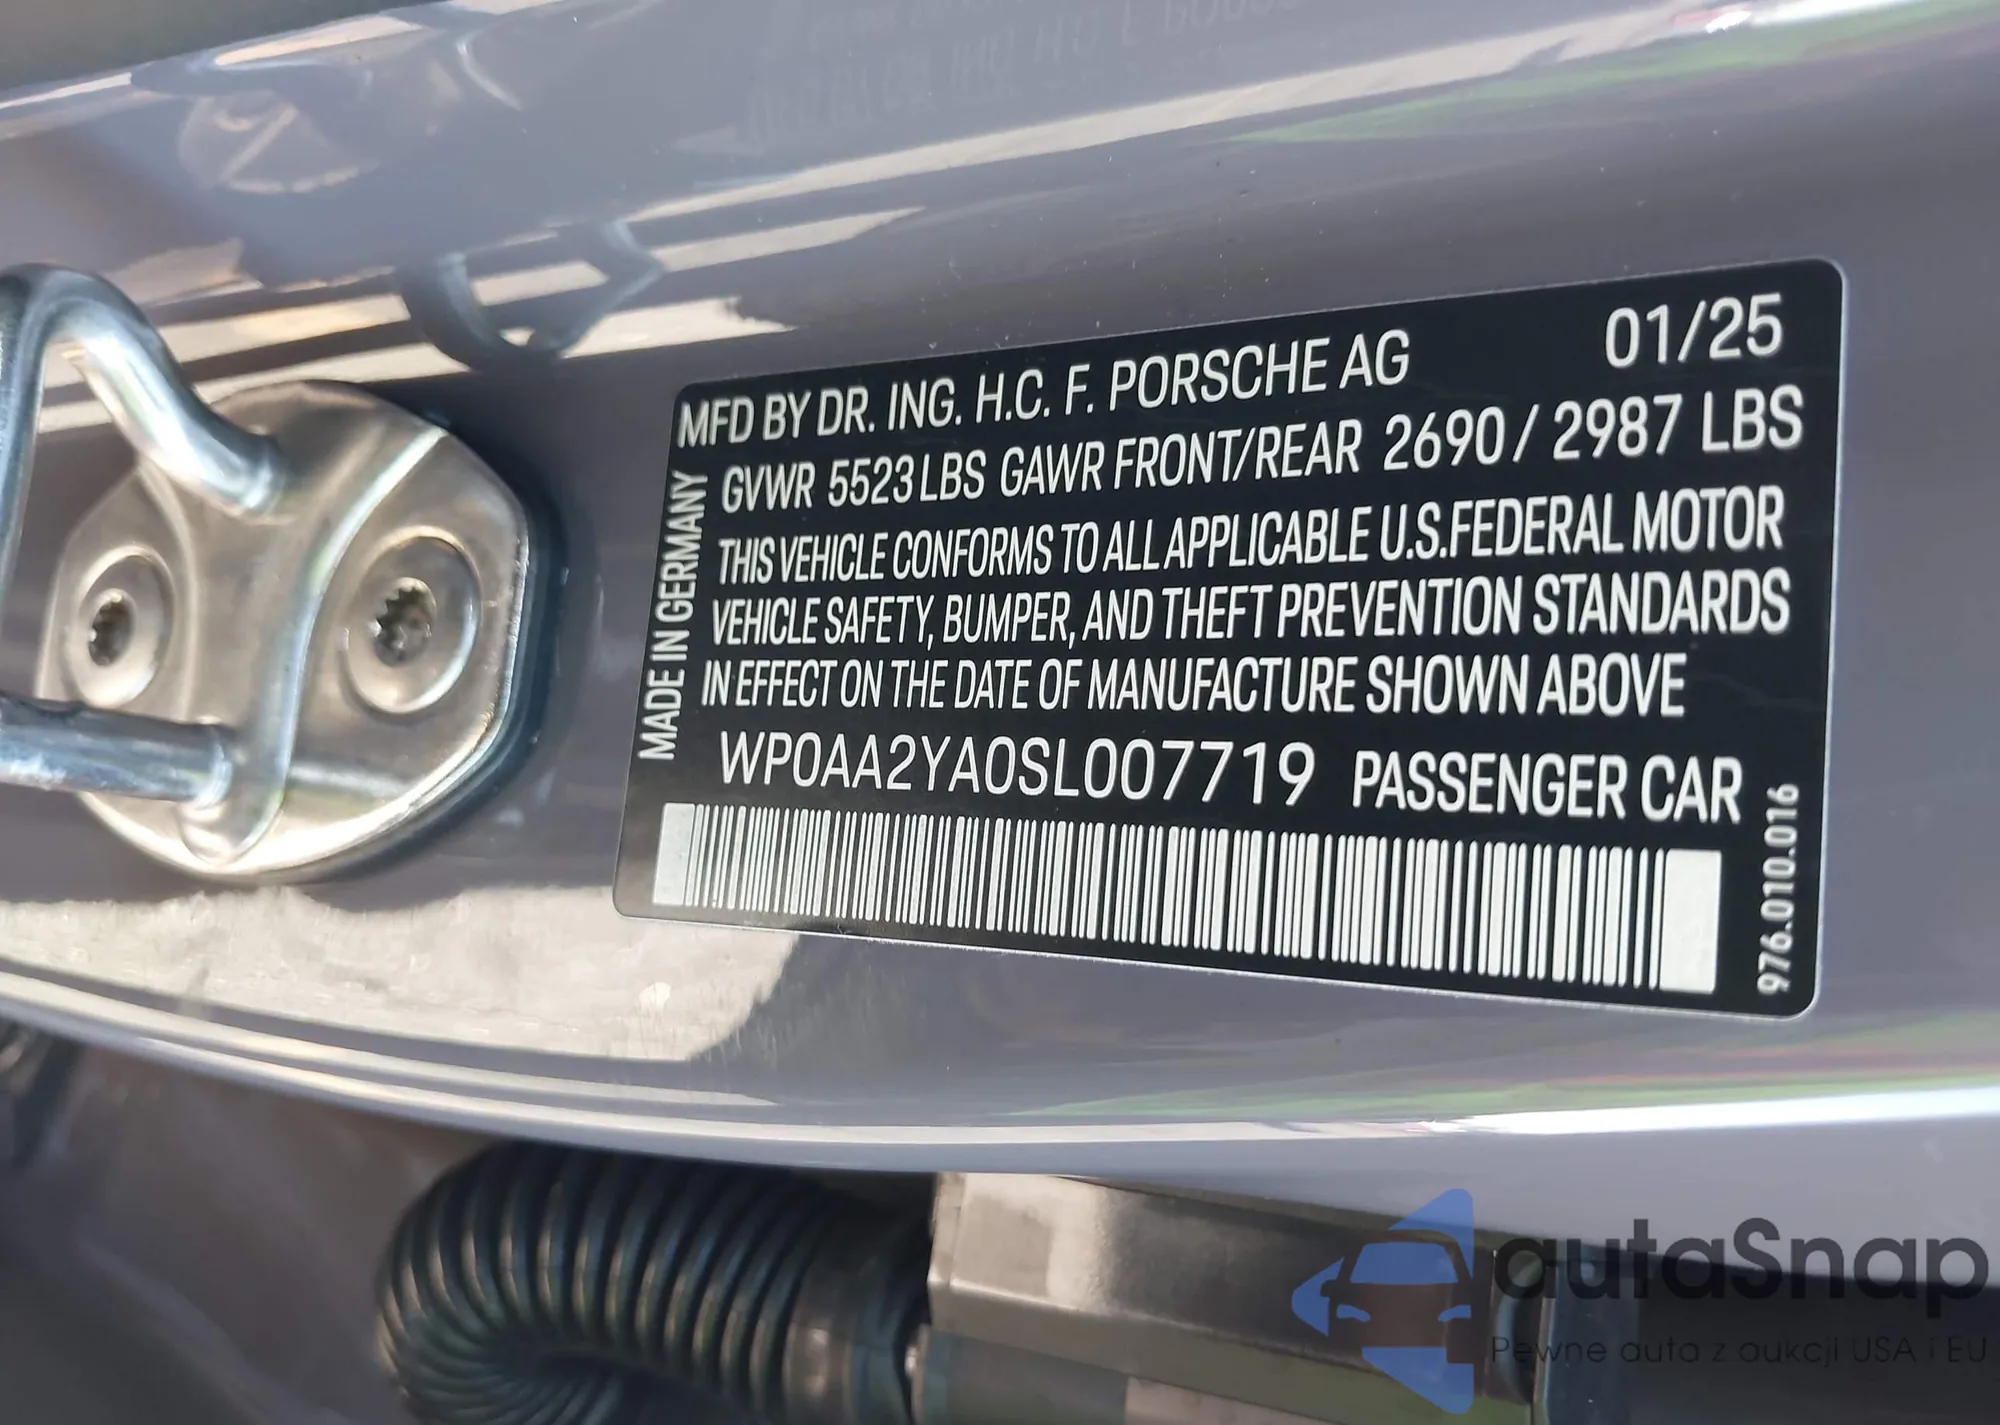 MFD BY DR. ING. H.C. F. PORSCHE AG 01/25
GVWR 5523 LBS GAWR FRONT/REAR 2690 / 2987 LBS
THIS VEHICLE CONFORMS TO ALL APPLICABLE U.S.FEDERAL MOTOR
VEHICLE SAFETY, BUMPER, AND THEFT PREVENTION STANDARDS
IN EFFECT ON THE DATE OF MANUFACTURE SHOWN ABOVE
WP0AA2YA0SL007719 PASSENGER CAR
MADE IN GERMANY
976.010.016
autaSnap
Pewne auta z aukcji USA i EU